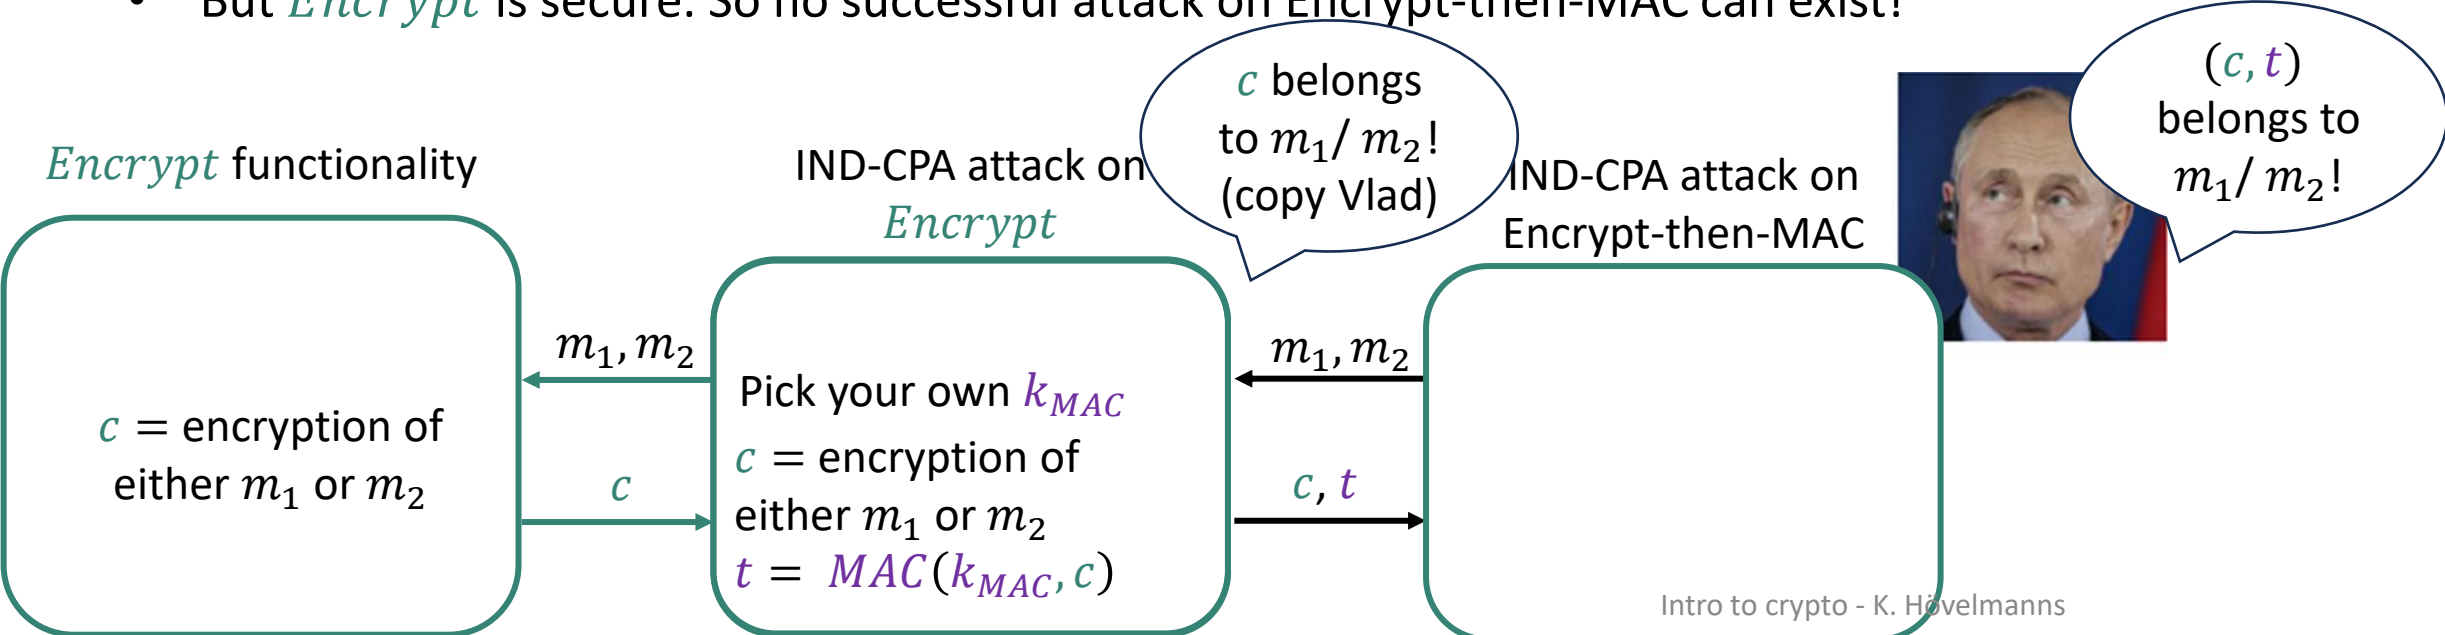 • But Encrypt is secure. So no successful attack on Encrypt-then-MAC can exist!
Encrypt functionality
c = encryption of
either m₁ or m₂
m₁, m₂
c
IND-CPA attack on
Encrypt
Pick your own k_MAC
c = encryption of
either m₁ or m₂
t = MAC(k_MAC, c)
c belongs
to m₁/ m₂!
(copy Vlad)
m₁, m₂
c, t
IND-CPA attack on
Encrypt-then-MAC
(c, t)
belongs to
m₁/ m₂!
Intro to crypto - K. Hövelmanns